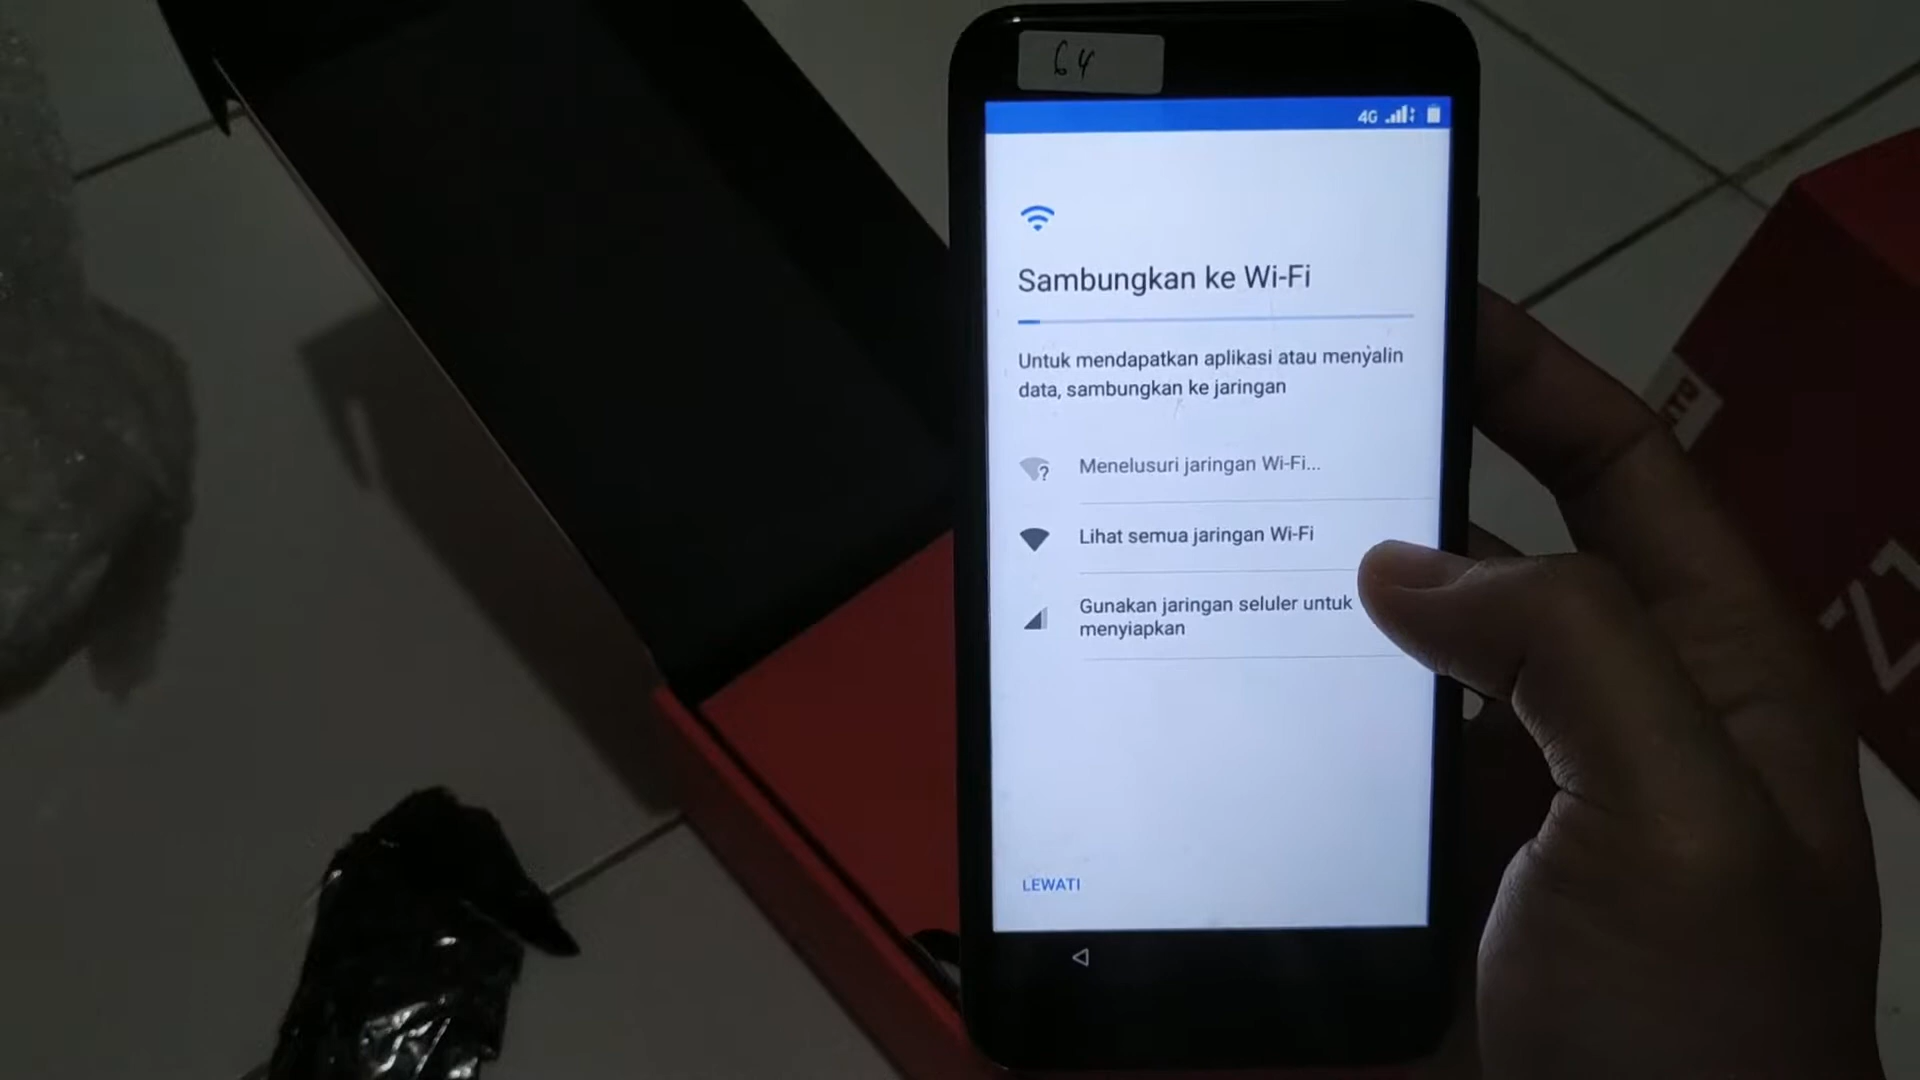 64
4G
Sambungkan ke Wi-Fi
Untuk mendapatkan aplikasi atau menyalin
data, sambungkan ke jaringan
?
Menelusuri jaringan Wi-Fi...
Lihat semua jaringan Wi-Fi
Gunakan jaringan seluler untuk
menyiapkan
LEWATI